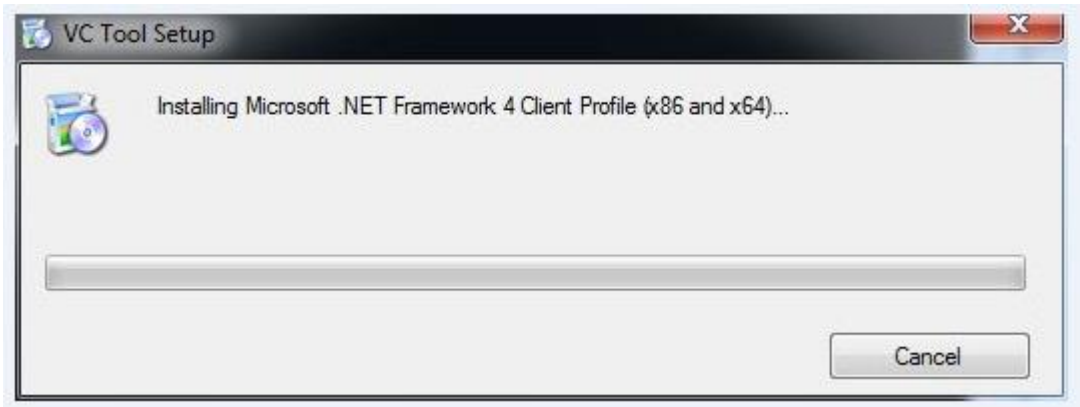 VC Tool Setup
Installing Microsoft .NET Framework 4 Client Profile (x86 and x64)...
Cancel